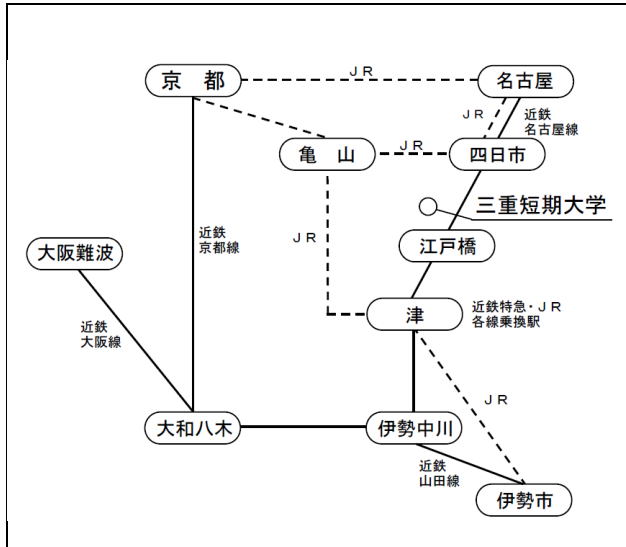 ＪＲ
京　都
名古屋
ＪＲ
近鉄
名古屋線
亀　山
ＪＲ
四日市
三重短期大学
近鉄
京都線
ＪＲ
江戸橋
大阪難波
津
近鉄特急・ＪＲ
各線乗換駅
近鉄
大阪線
ＪＲ
大和八木
伊勢中川
近鉄
山田線
伊勢市